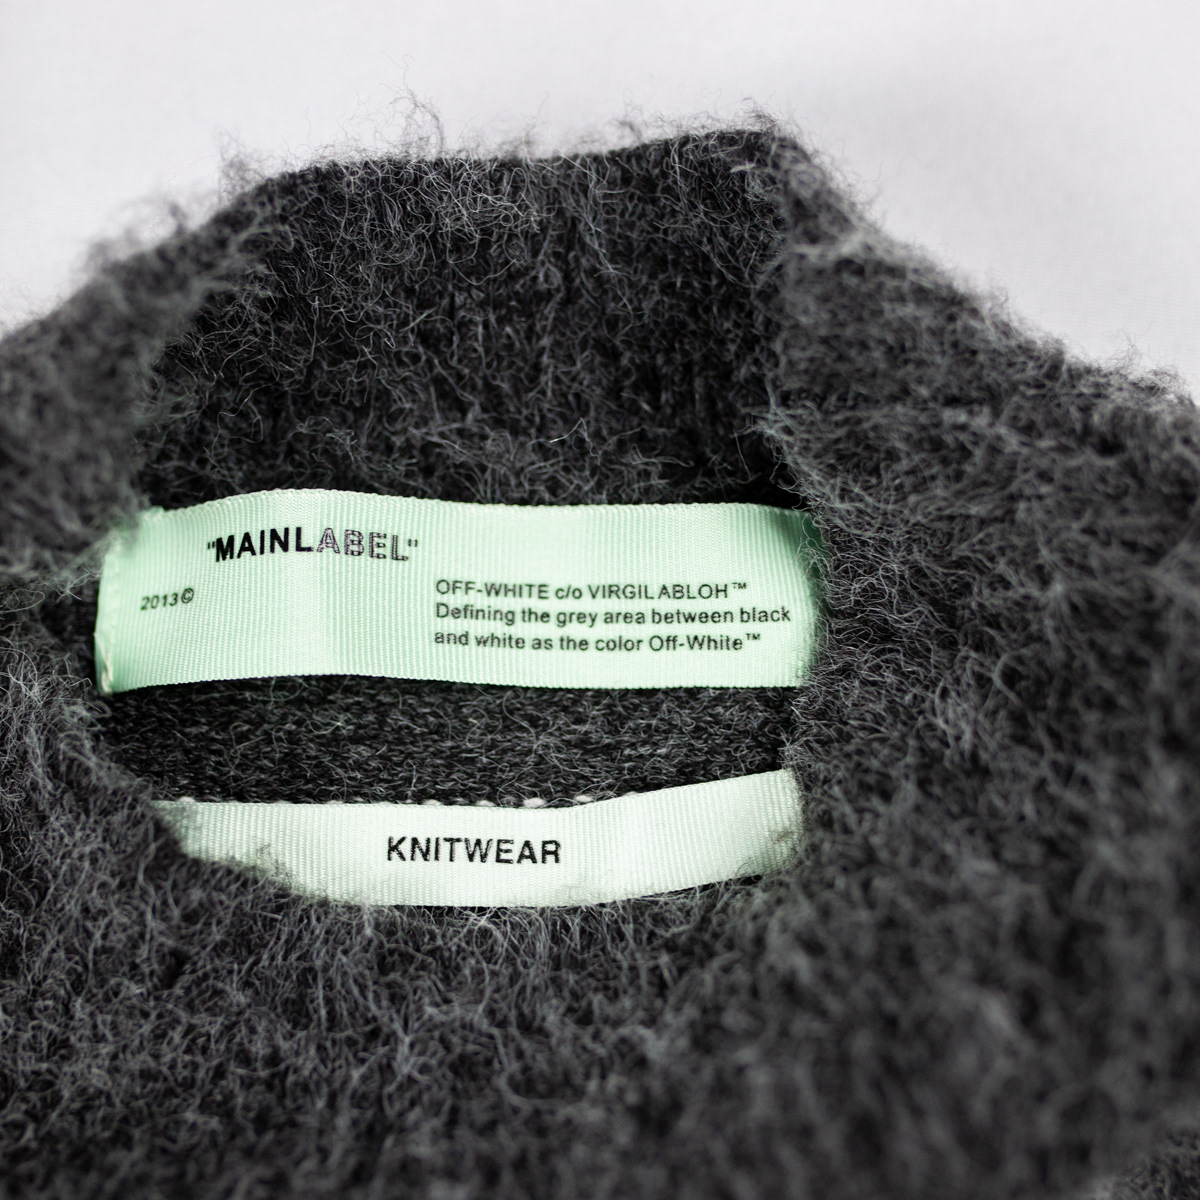 "MAINLABEL"
2013©
OFF-WHITE c/o VIRGIL ABLOH™
Defining the grey area between black
and white as the color Off-White™
KNITWEAR